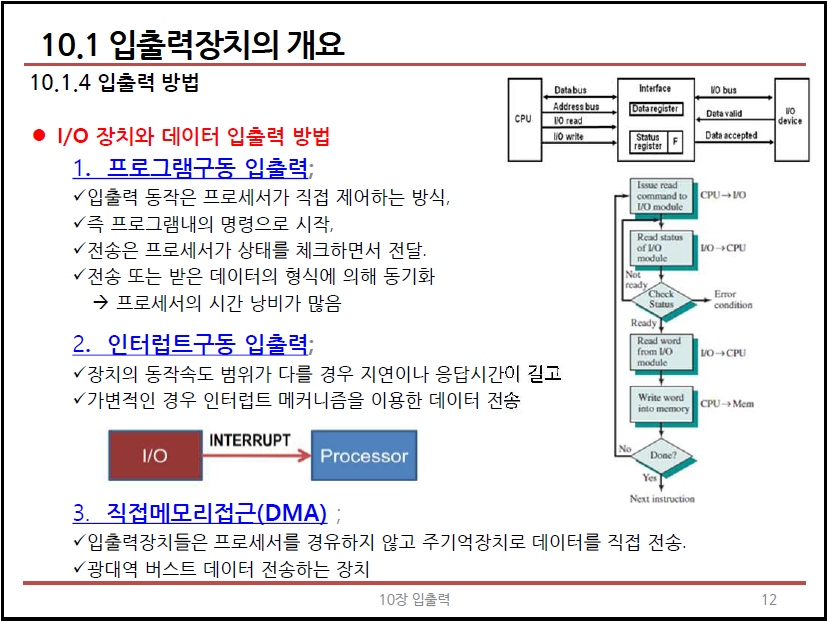 10.1 입출력장치의 개요
10.1.4 입출력 방법
● I/O 장치와 데이터 입출력 방법
1. 프로그램구동 입출력;
✓입출력 동작은 프로세서가 직접 제어하는 방식,
✓즉 프로그램내의 명령으로 시작,
✓전송은 프로세서가 상태를 체크하면서 전달.
✓전송 또는 받은 데이터의 형식에 의해 동기화
→ 프로세서의 시간 낭비가 많음
2. 인터럽트구동 입출력;
✓장치의 동작속도 범위가 다를 경우 지연이나 응답시간이 길고
✓가변적인 경우 인터럽트 메커니즘을 이용한 데이터 전송
I/O
INTERRUPT
Processor
3. 직접메모리접근(DMA) ;
✓입출력장치들은 프로세서를 경유하지 않고 주기억장치로 데이터를 직접 전송.
✓광대역 버스트 데이터 전송하는 장치
CPU
Data bus
Address bus
I/O read
I/O write
Interface
Data register
Status
register
F
I/O bus
Data valid
Data accepted
I/O
device
Issue read
command to
I/O module
CPU→I/O
Read status
of I/O
module
I/O→CPU
Not
ready
Check
Status
Error
condition
Ready
Read word
from I/O
module
I/O→CPU
Write word
into memory
CPU→Mem
No
Done?
Yes
Next instruction
10장 입출력
12